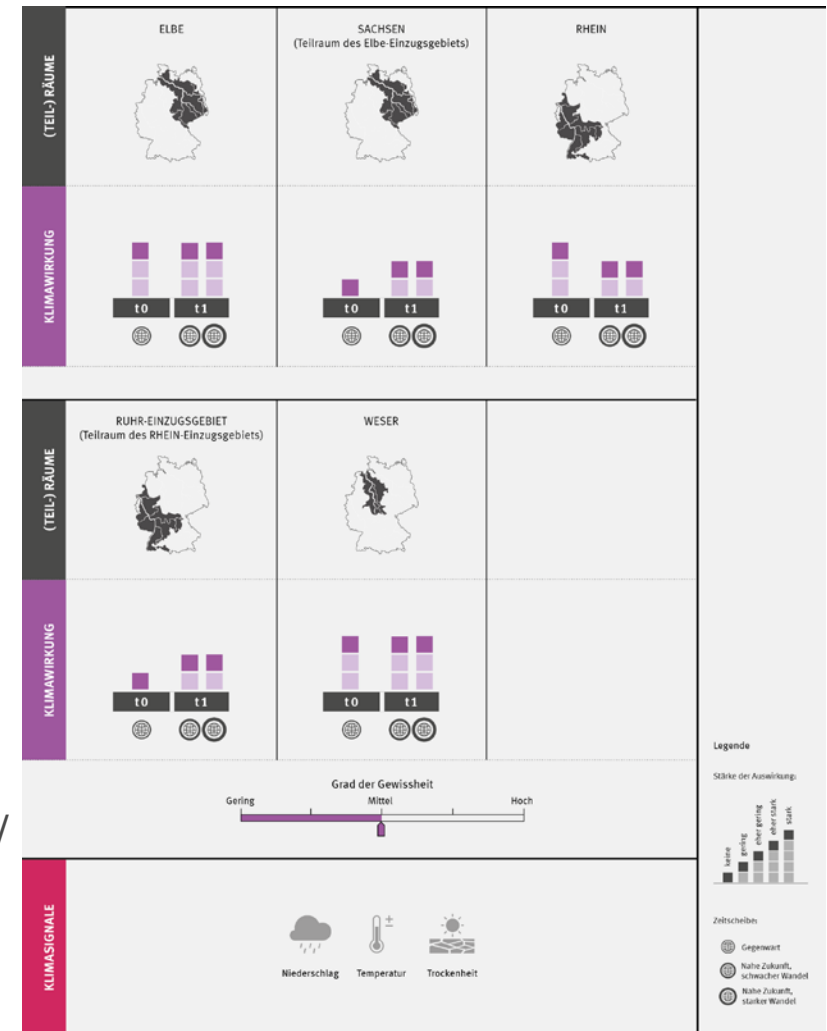 (TEIL-) RÄUME
ELBE
SACHSEN
(Teilraum des Elbe-Einzugsgebiets)
RHEIN
KLIMAWIRKUNG
t0 t1
t0 t1
t0 t1
(TEIL-) RÄUME
RUHR-EINZUGSGEBIET
(Teilraum des RHEIN-Einzugsgebiets)
WESER
KLIMAWIRKUNG
t0 t1
t0 t1
Grad der Gewissheit
Gering Mittel Hoch
KLIMASIGNALE
Niederschlag Temperatur Trockenheit
Legende
Stärke der Auswirkung:
keine
gering
eher gering
eher stark
stark
Zeitscheibe:
Gegenwart
Nahe Zukunft,
schwacher Wandel
Nahe Zukunft,
starker Wandel